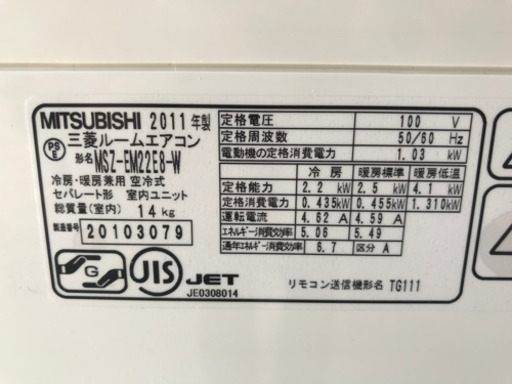 MITSUBISHI 2011年製
PSE 三菱ルームエアコン
形名 MSZ-EM22E8-W
冷房・暖房兼用 空冷式
セパレート形 室内ユニット
総質量(室内) 14kg
製造番号 20103079
G JIS JET
JE0308014
定格電圧 100 V
定格周波数 50/60 Hz
電動機の定格消費電力 1.03 kW
冷房 暖房標準 暖房低温
定格能力 2.2 kW 2.5 kW 4.1 kW
定格消費電力 0.435kW 0.455kW 1.310kW
運転電流 4.62 A 4.59 A
エネルギー消費効率 5.06 5.49
通年エネルギー消費効率 6.7 区分 A
リモコン送信機形名 TG111